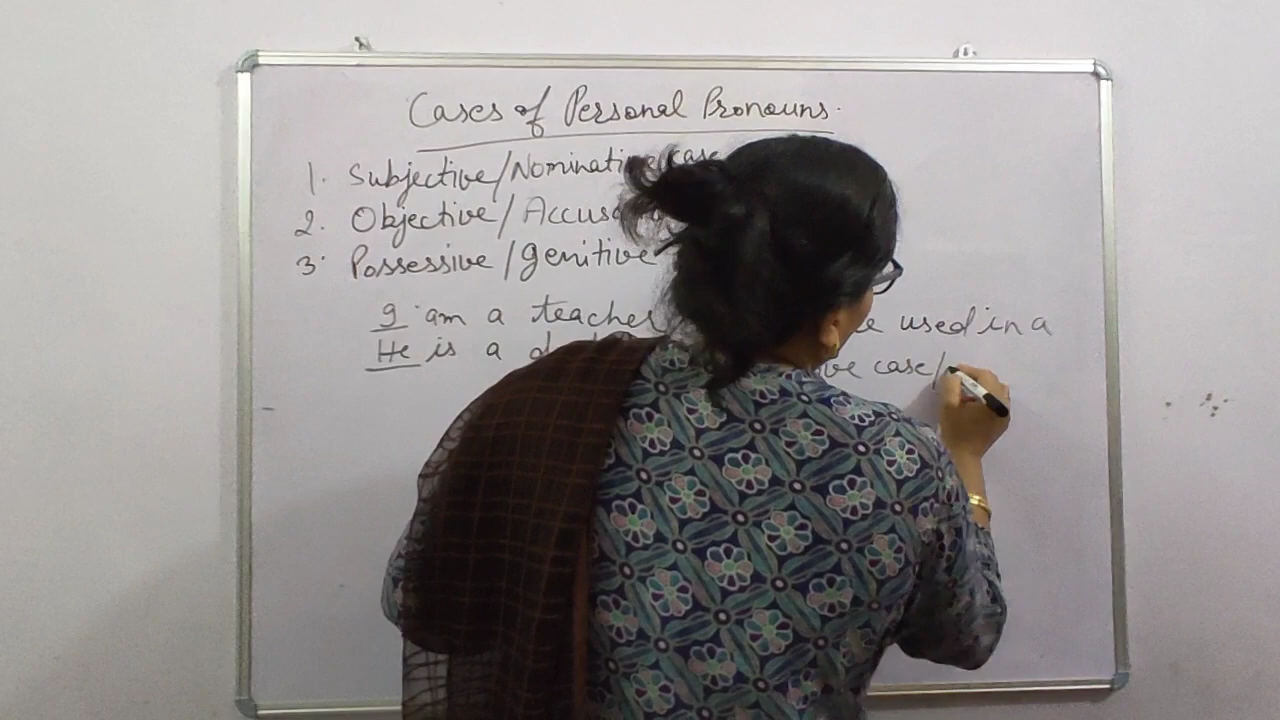 Cases of Personal Pronouns.
1. Subjective/Nominative case
2. Objective/
3. Possessive/genitive
I am a teacher used in a
He is a case/